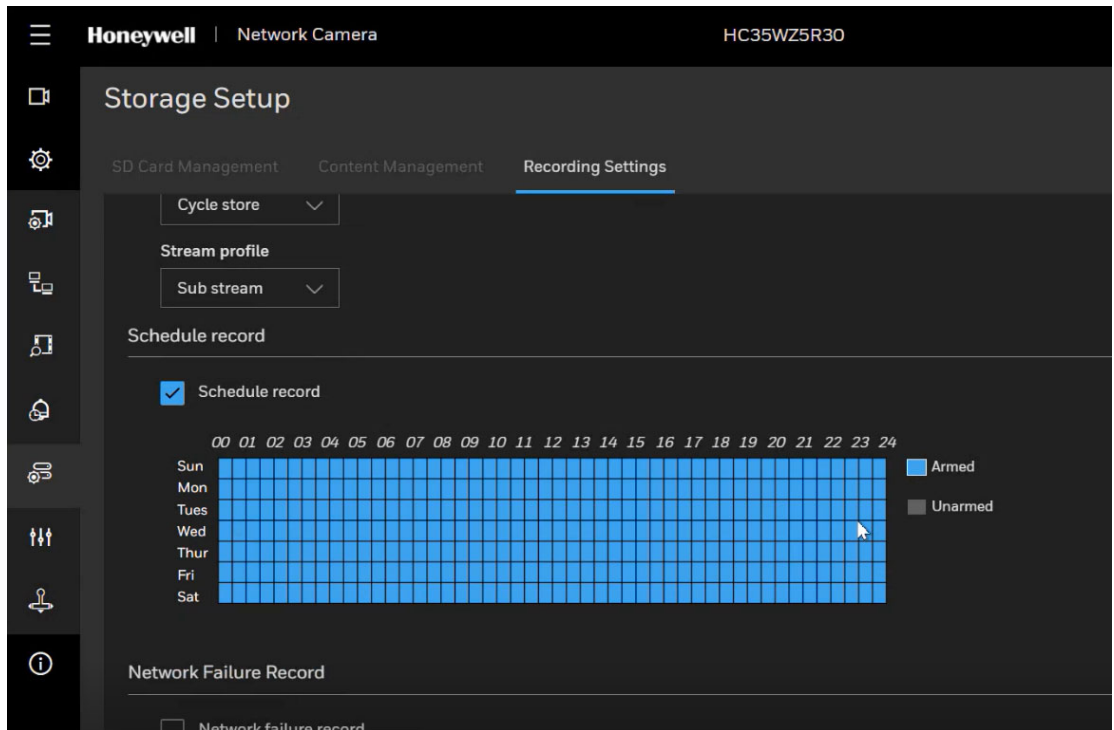 Honeywell | Network Camera HC35WZ5R30
Storage Setup
SD Card Management Content Management Recording Settings
Cycle store
Stream profile
Sub stream
Schedule record
Schedule record
00 01 02 03 04 05 06 07 08 09 10 11 12 13 14 15 16 17 18 19 20 21 22 23 24
Sun Armed
Mon
Tues Unarmed
Wed
Thur
Fri
Sat
Network Failure Record
Network failure record